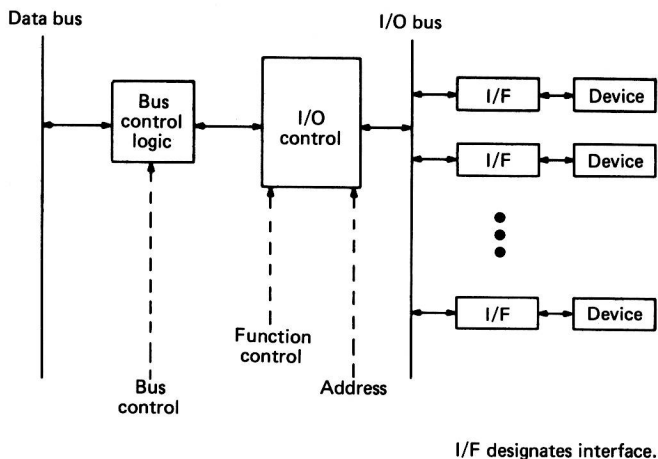 Data bus
I/O bus
Bus
control
logic
I/O
control
I/F
Device
I/F
Device
I/F
Device
Function
control
Bus
control
Address
I/F designates interface.